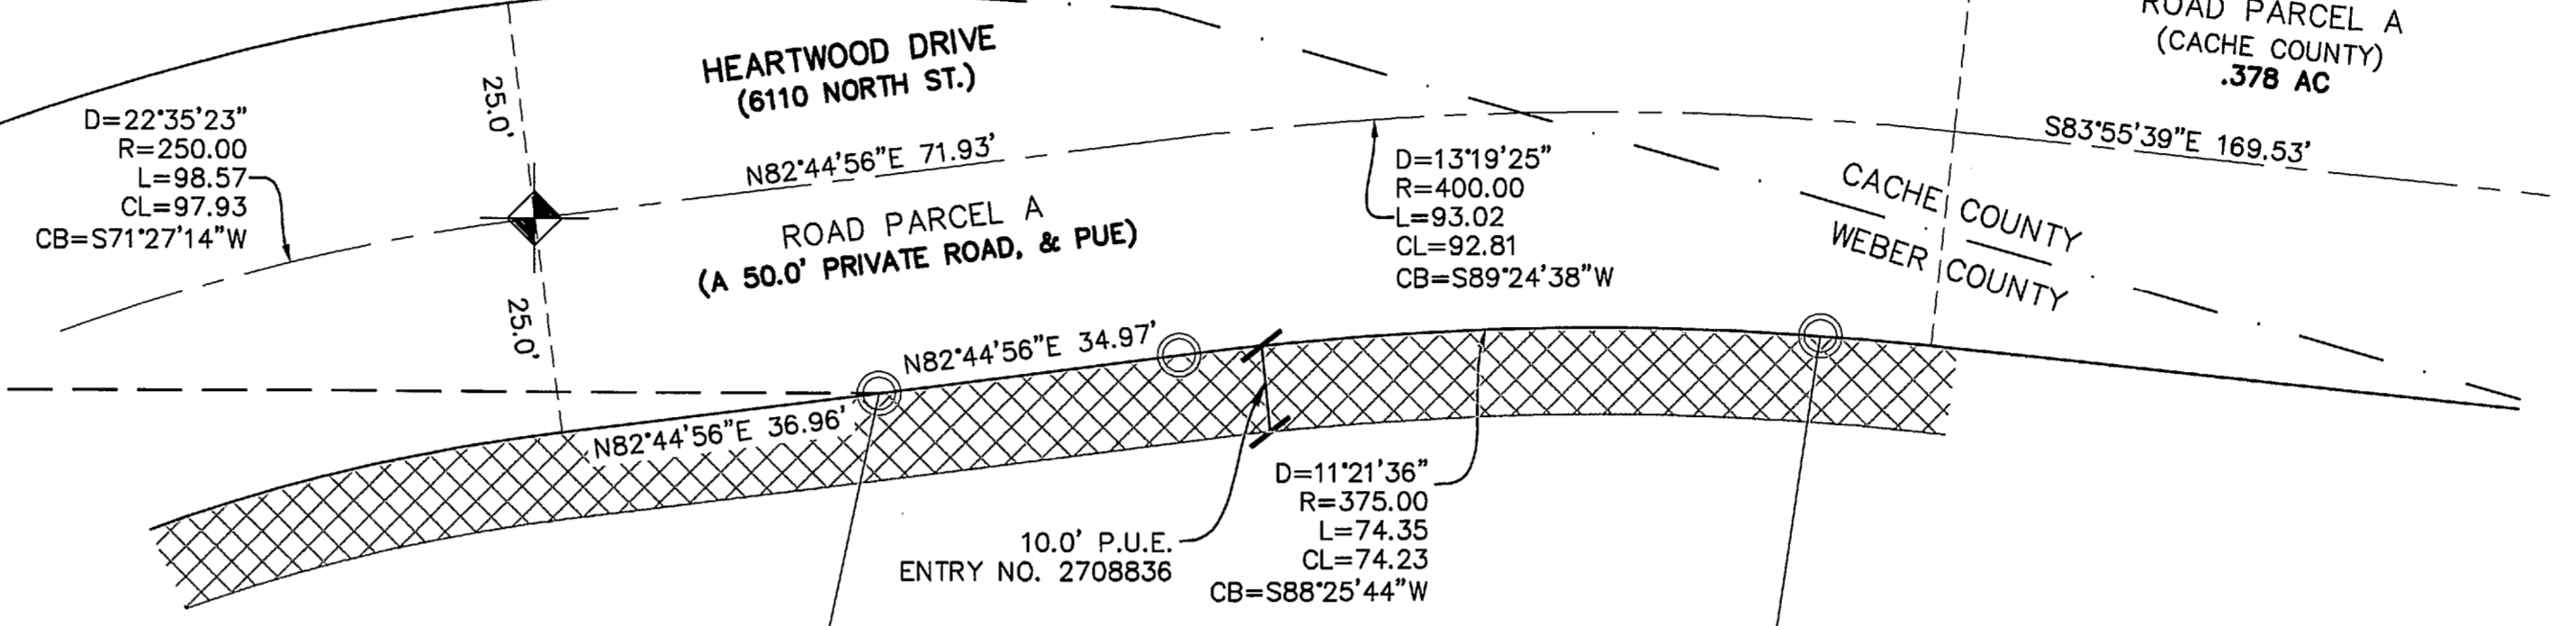 ROAD PARCEL A
(CACHE COUNTY)
.378 AC
HEARTWOOD DRIVE
(6110 NORTH ST.)
25.0'
D=22°35'23"
R=250.00
L=98.57
CL=97.93
CB=S71°27'14"W
N82°44'56"E 71.93'
S83°55'39"E 169.53'
D=13°19'25"
R=400.00
L=93.02
CL=92.81
CB=S89°24'38"W
ROAD PARCEL A
(A 50.0' PRIVATE ROAD, & PUE)
CACHE COUNTY
WEBER COUNTY
25.0'
N82°44'56"E 34.97'
N82°44'56"E 36.96'
D=11°21'36"
R=375.00
L=74.35
CL=74.23
CB=S88°25'44"W
10.0' P.U.E.
ENTRY NO. 2708836